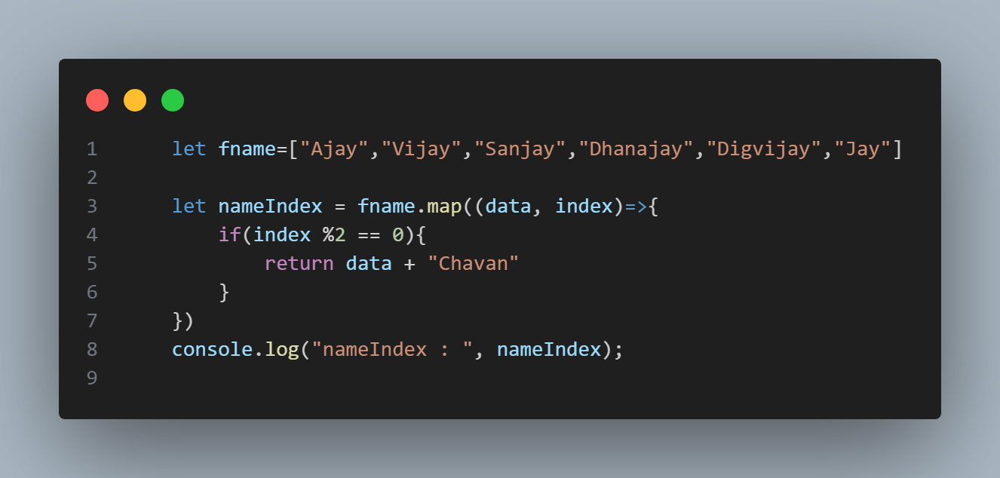 1 let fname=["Ajay","Vijay","Sanjay","Dhanajay","Digvijay","Jay"]
2
3 let nameIndex = fname.map((data, index)=>{
4 if(index %2 == 0){
5 return data + "Chavan"
6 }
7 })
8 console.log("nameIndex : ", nameIndex);
9